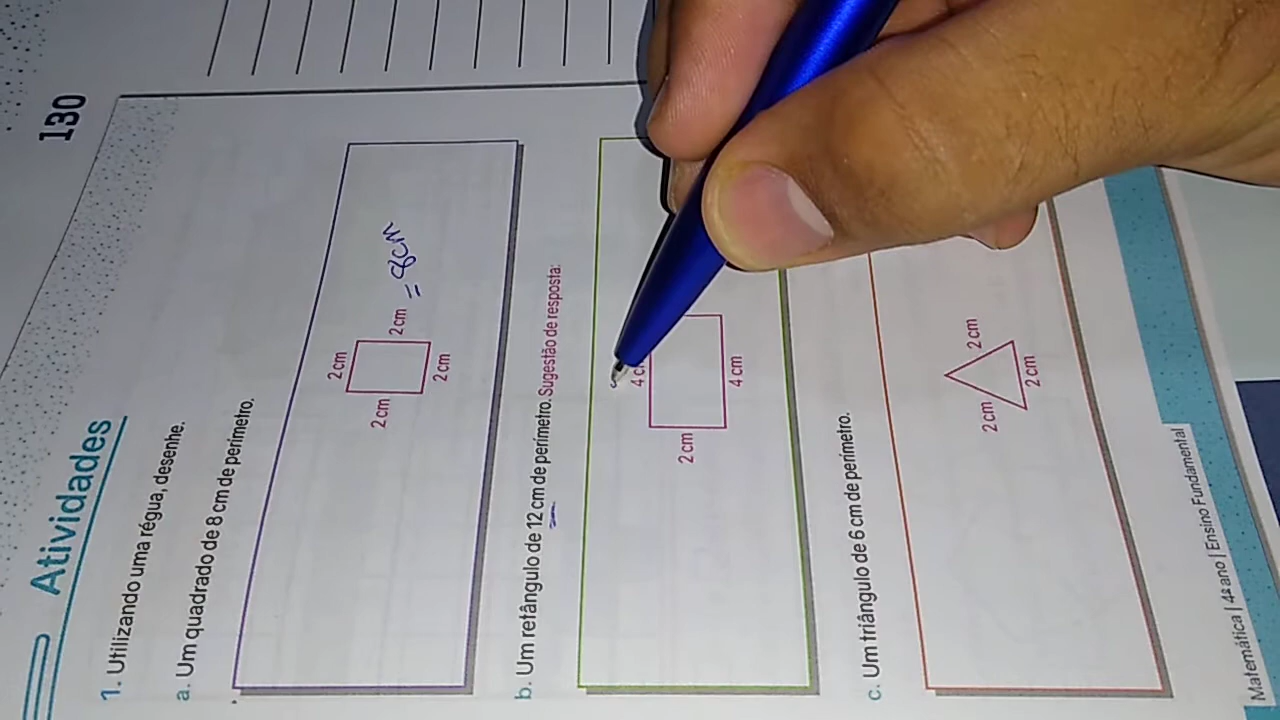 130
Atividades
1. Utilizando uma régua, desenhe.
a. Um quadrado de 8 cm de perímetro.
2 cm
2 cm
2 cm = 8cm
2 cm
b. Um retângulo de 12 cm de perímetro. Sugestão de resposta:
4 c
2 cm
4 cm
c. Um triângulo de 6 cm de perímetro.
2 cm
2 cm
2 cm
Matemática | 4º ano | Ensino Fundamental